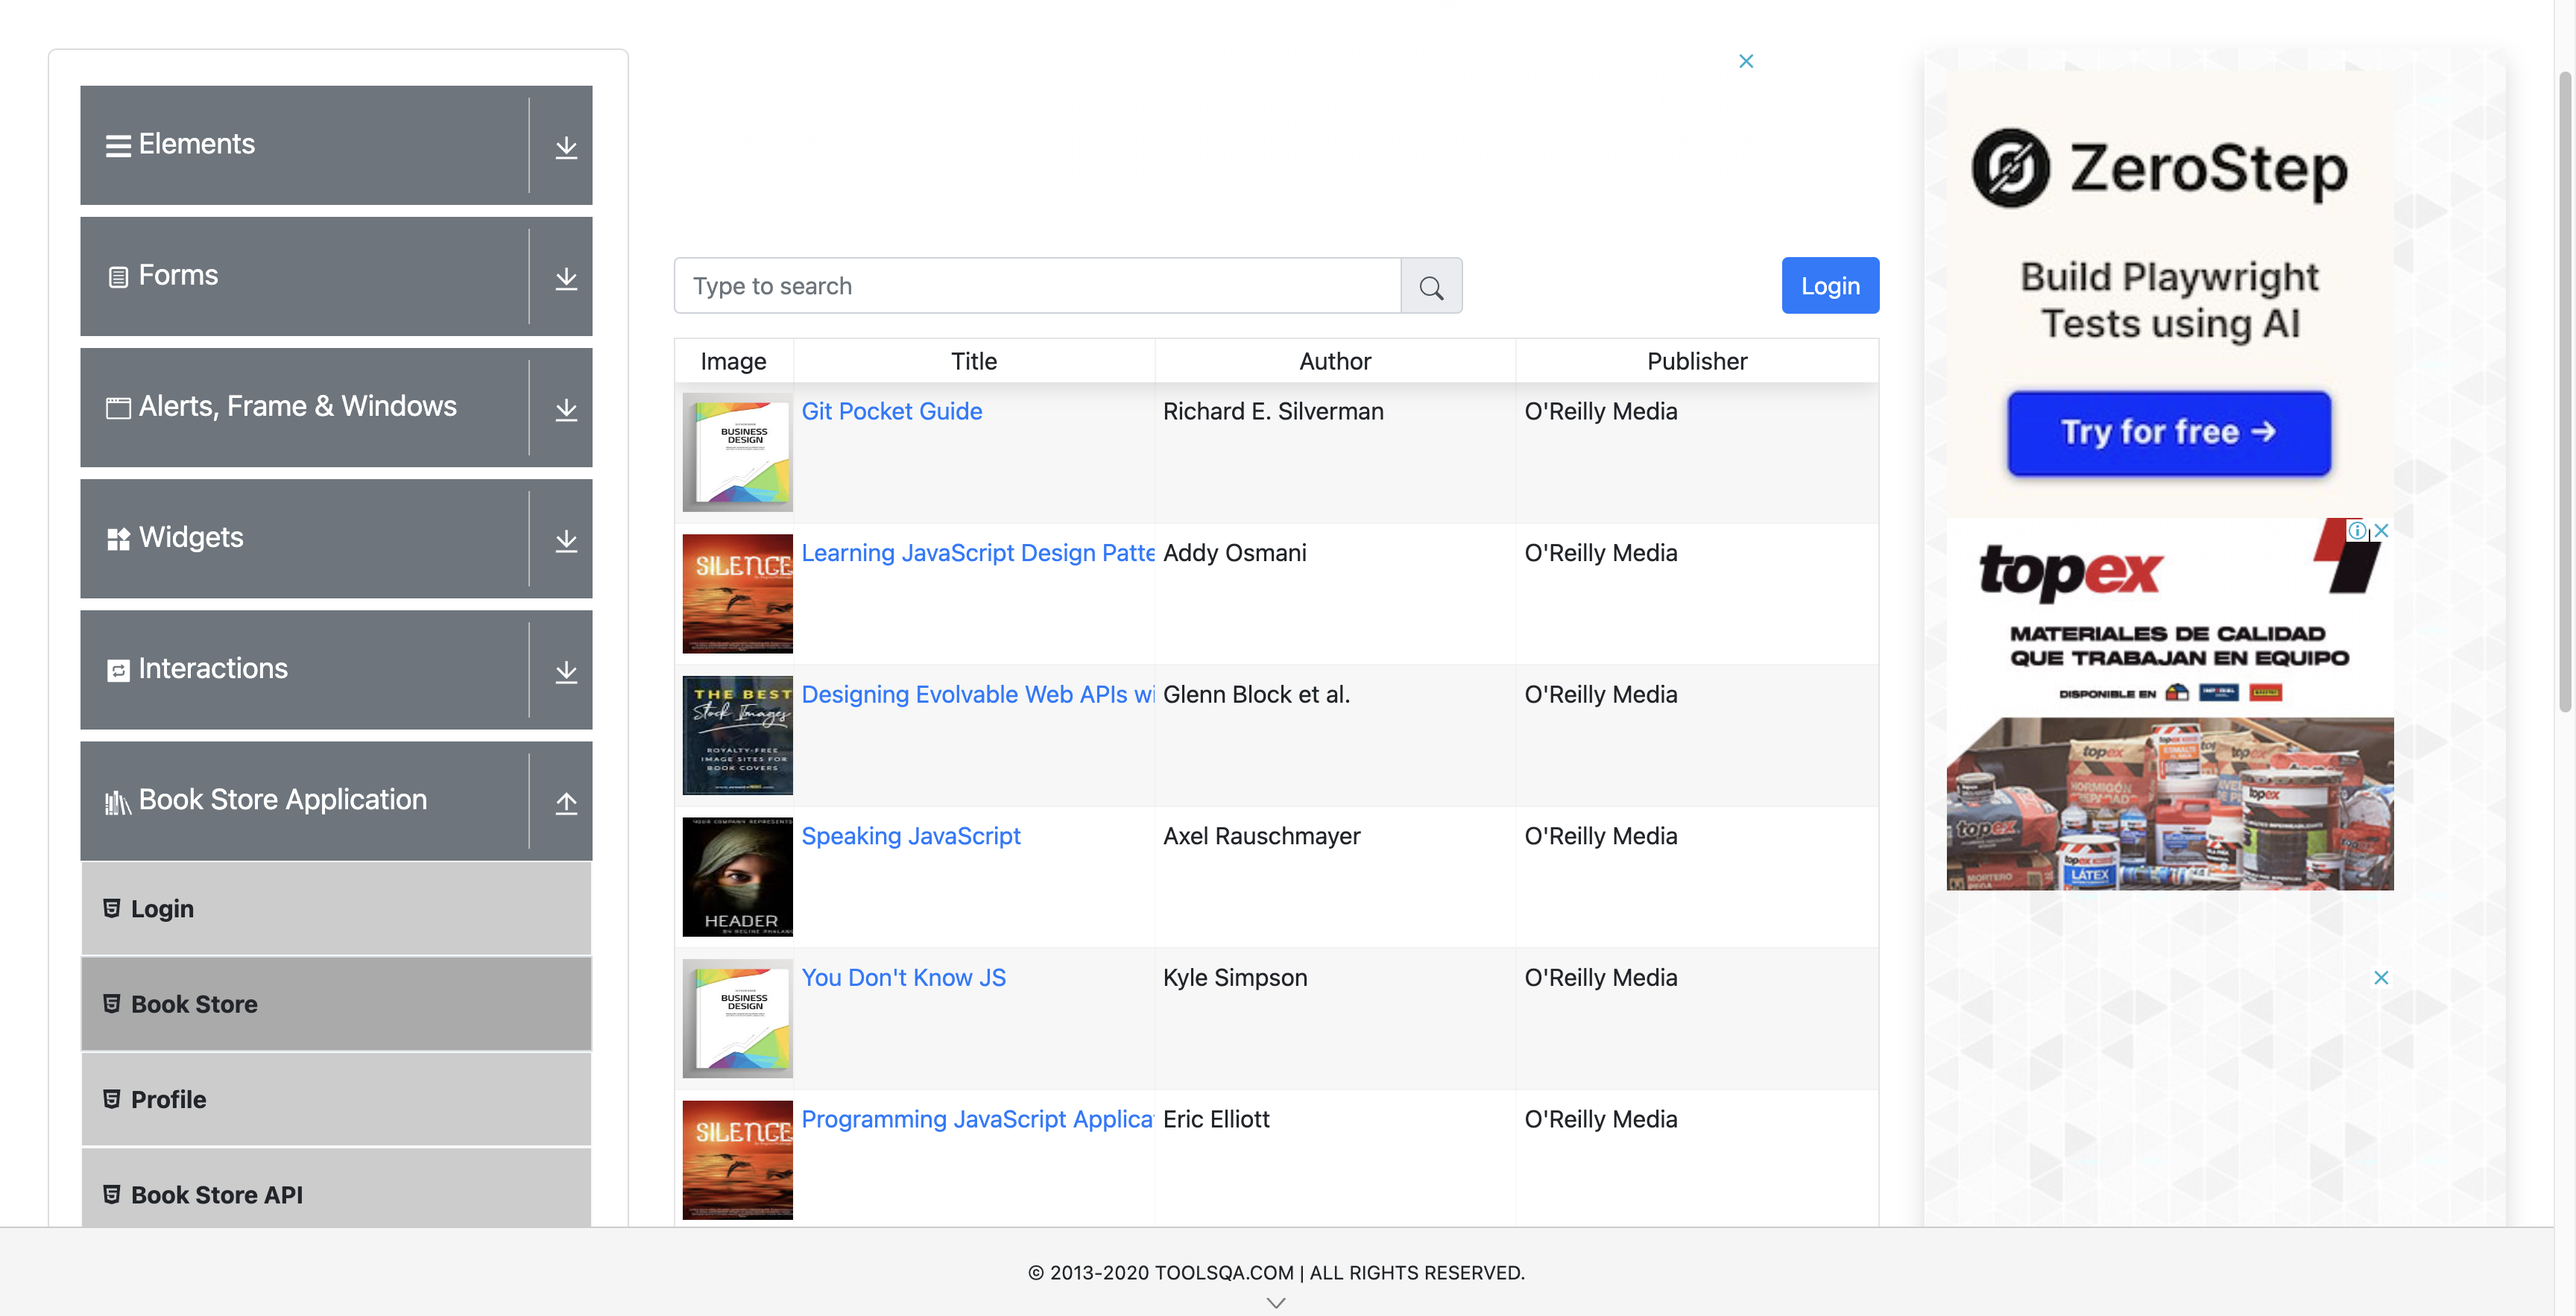 Elements
Forms
Alerts, Frame & Windows
Widgets
Interactions
Book Store Application
Login
Book Store
Profile
Book Store API
Type to search
Login
Image Title Author Publisher
BUSINESS
DESIGN
Git Pocket Guide Richard E. Silverman O'Reilly Media
SILENCE
Learning JavaScript Design Patte Addy Osmani O'Reilly Media
THE BEST
Stock Images
ROYALTY-FREE
IMAGE SITES FOR
BOOK COVERS
Designing Evolvable Web APIs wi Glenn Block et al. O'Reilly Media
YOUR COMPANY REPRESENTS
HEADER
Speaking JavaScript Axel Rauschmayer O'Reilly Media
BUSINESS
DESIGN
You Don't Know JS Kyle Simpson O'Reilly Media
SILENCE
Programming JavaScript Applica Eric Elliott O'Reilly Media
ZeroStep
Build Playwright
Tests using AI
Try for free →
topex
MATERIALES DE CALIDAD
QUE TRABAJAN EN EQUIPO
DISPONIBLE EN
topex
topex
topex
LÁTEX
© 2013-2020 TOOLSQA.COM | ALL RIGHTS RESERVED.